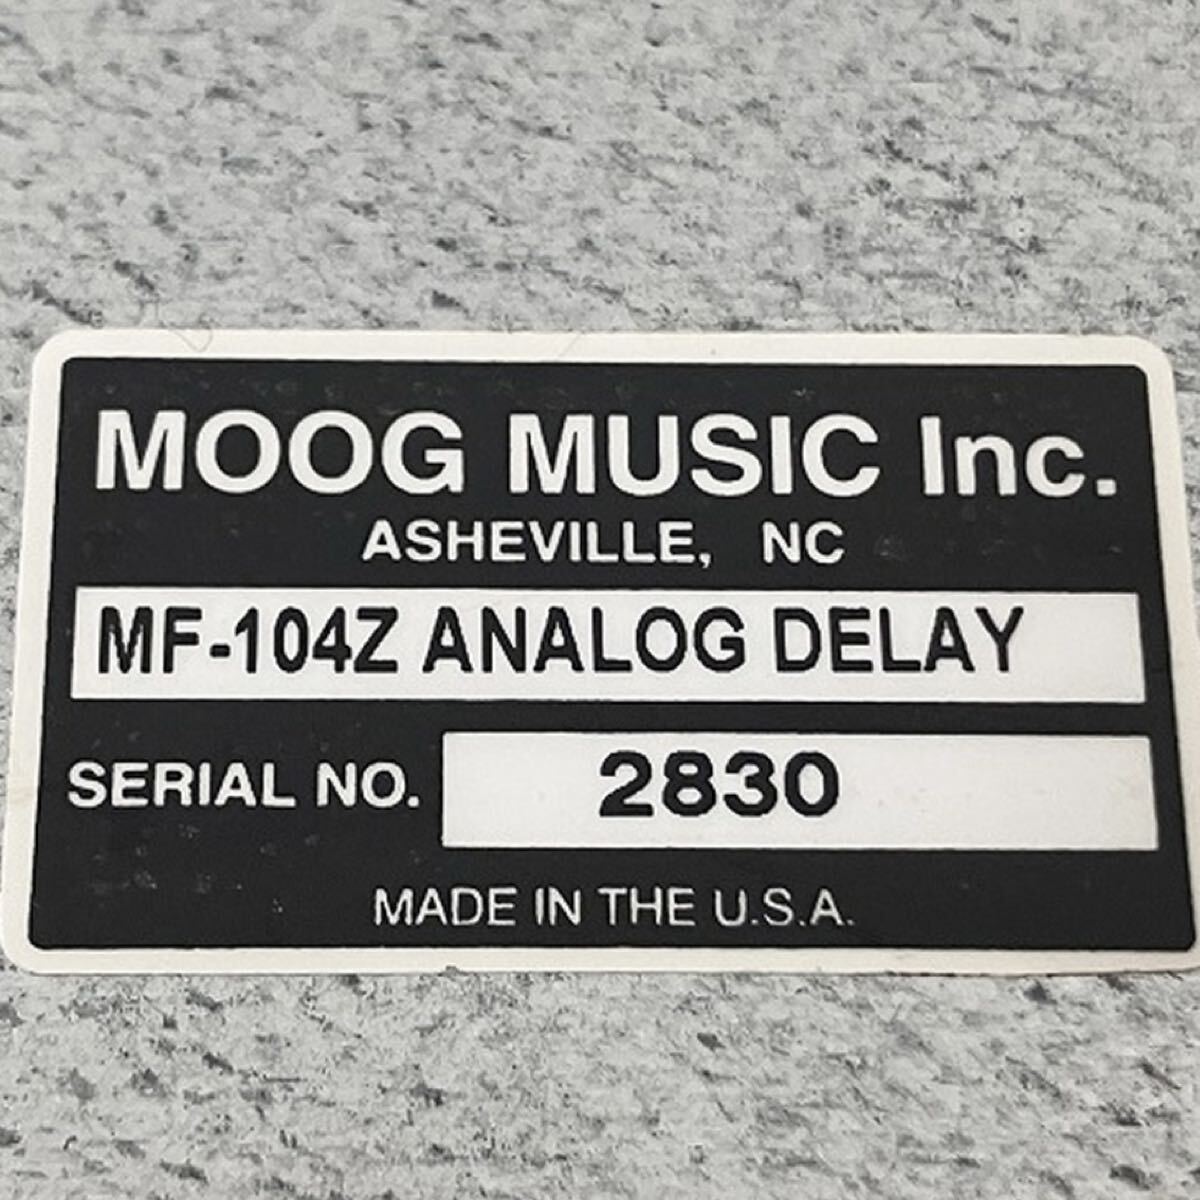 MOOG MUSIC Inc.
ASHEVILLE, NC
MF-104Z ANALOG DELAY
SERIAL NO. 2830
MADE IN THE U.S.A.